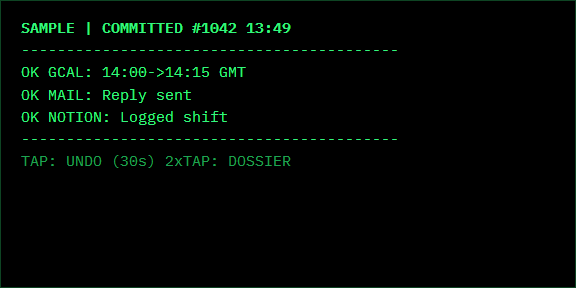 SAMPLE | COMMITTED #1042 13:49
------------------------------------------
OK GCAL: 14:00->14:15 GMT
OK MAIL: Reply sent
OK NOTION: Logged shift
------------------------------------------
TAP: UNDO (30s) 2xTAP: DOSSIER